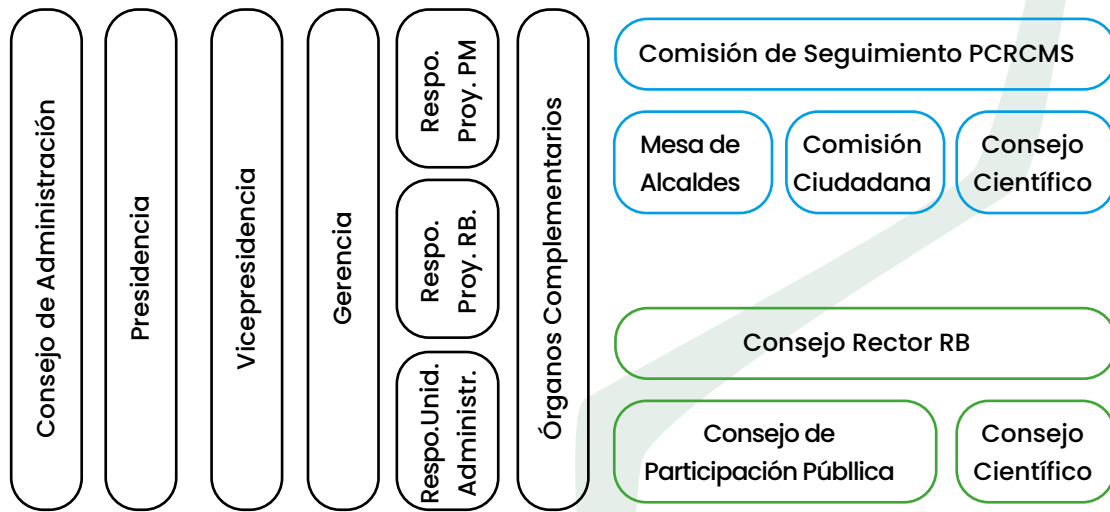 Consejo de Administración
Presidencia
Vicepresidencia
Gerencia
Respo.
Proy. PM
Respo.
Proy. RB.
Respo.Unid.
Administr.
Órganos Complementarios
Comisión de Seguimiento PCRCMS
Mesa de
Alcaldes
Comisión
Ciudadana
Consejo
Científico
Consejo Rector RB
Consejo de
Participación Públlica
Consejo
Científico